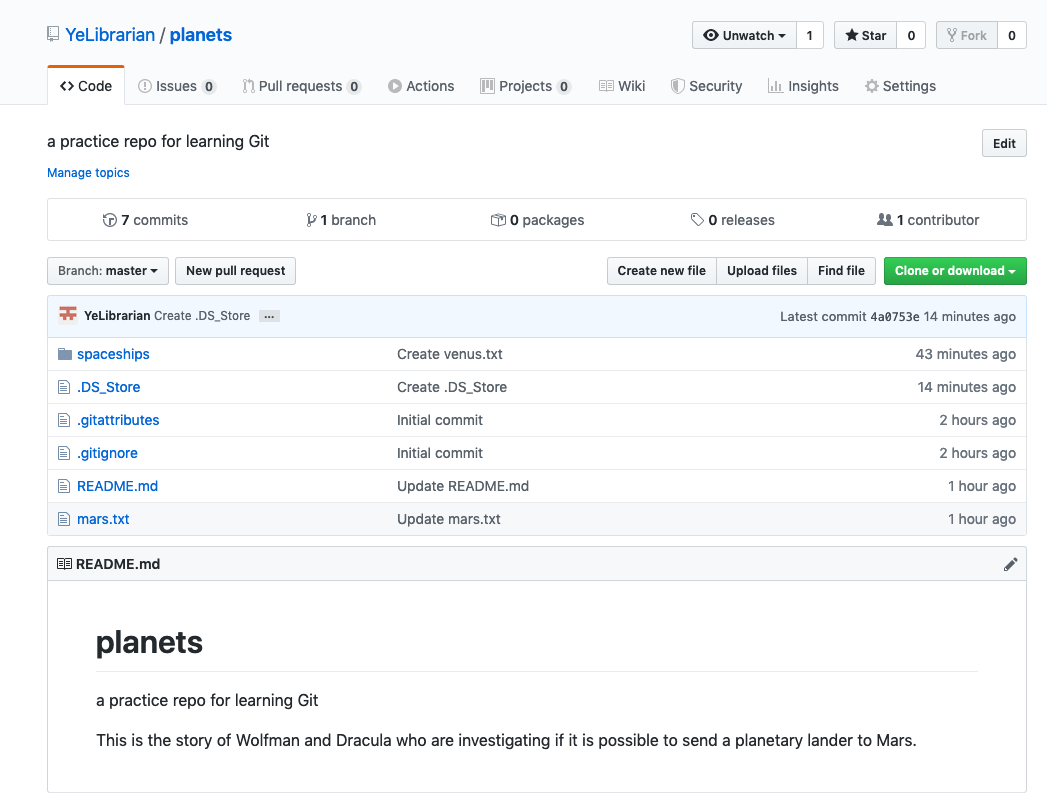 YeLibrarian / planets Unwatch 1 Star 0 Fork 0
Code Issues 0 Pull requests 0 Actions Projects 0 Wiki Security Insights Settings
a practice repo for learning Git Edit
Manage topics
7 commits 1 branch 0 packages 0 releases 1 contributor
Branch: master New pull request Create new file Upload files Find file Clone or download
YeLibrarian Create .DS_Store ... Latest commit 4a0753e 14 minutes ago
spaceships Create venus.txt 43 minutes ago
.DS_Store Create .DS_Store 14 minutes ago
.gitattributes Initial commit 2 hours ago
.gitignore Initial commit 2 hours ago
README.md Update README.md 1 hour ago
mars.txt Update mars.txt 1 hour ago
README.md
planets
a practice repo for learning Git
This is the story of Wolfman and Dracula who are investigating if it is possible to send a planetary lander to Mars.